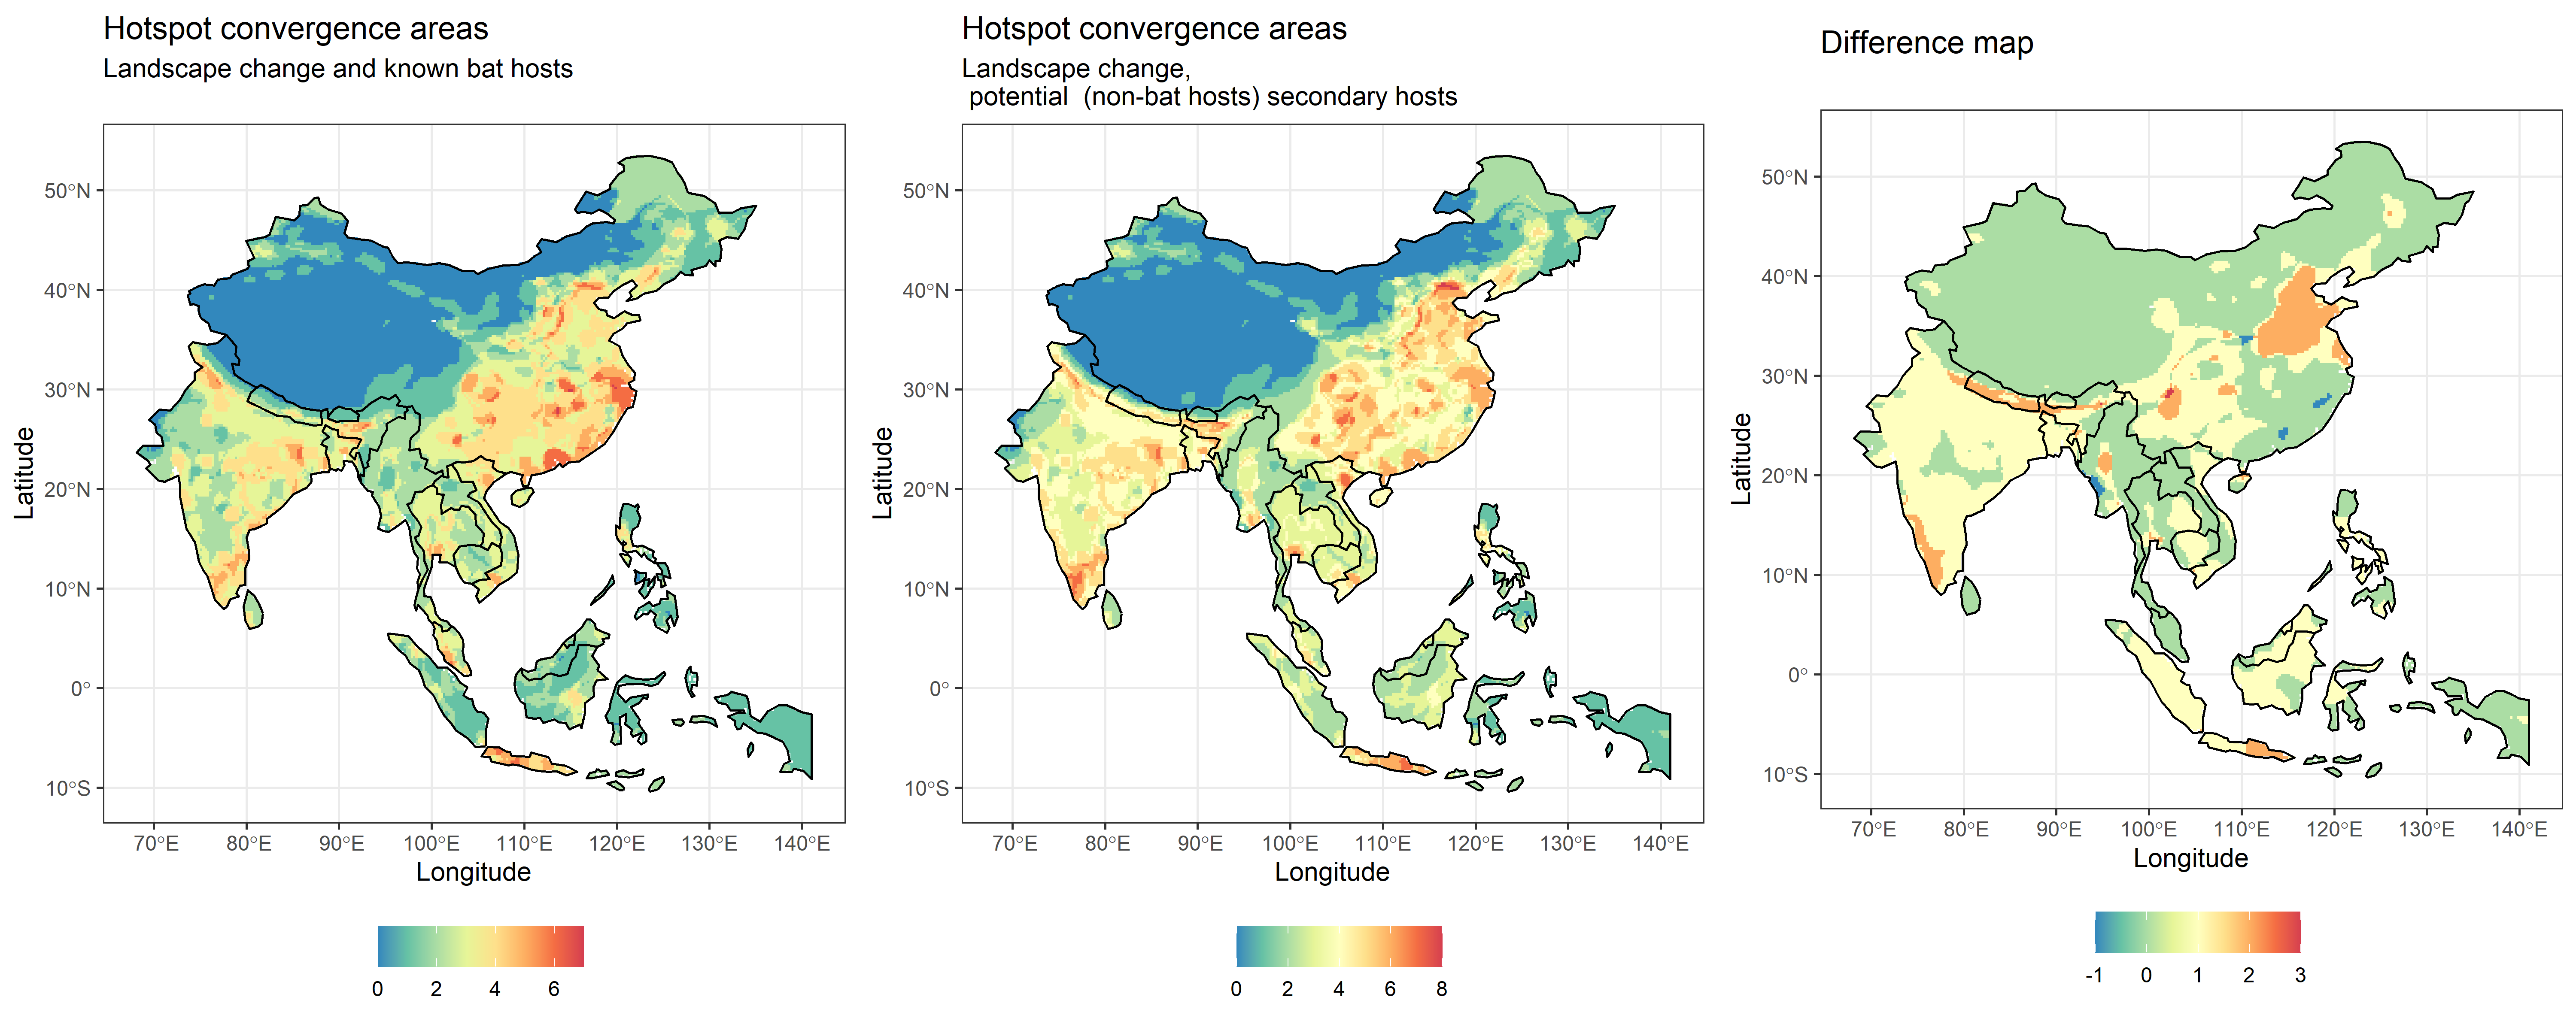 Hotspot convergence areas
Landscape change and known bat hosts
50°N
40°N
30°N
20°N
10°N
0°
10°S
Latitude
70°E 80°E 90°E 100°E 110°E 120°E 130°E 140°E
Longitude
0 2 4 6
Hotspot convergence areas
Landscape change,
potential (non-bat hosts) secondary hosts
50°N
40°N
30°N
20°N
10°N
0°
10°S
Latitude
70°E 80°E 90°E 100°E 110°E 120°E 130°E 140°E
Longitude
0 2 4 6 8
Difference map
50°N
40°N
30°N
20°N
10°N
0°
10°S
Latitude
70°E 80°E 90°E 100°E 110°E 120°E 130°E 140°E
Longitude
-1 0 1 2 3